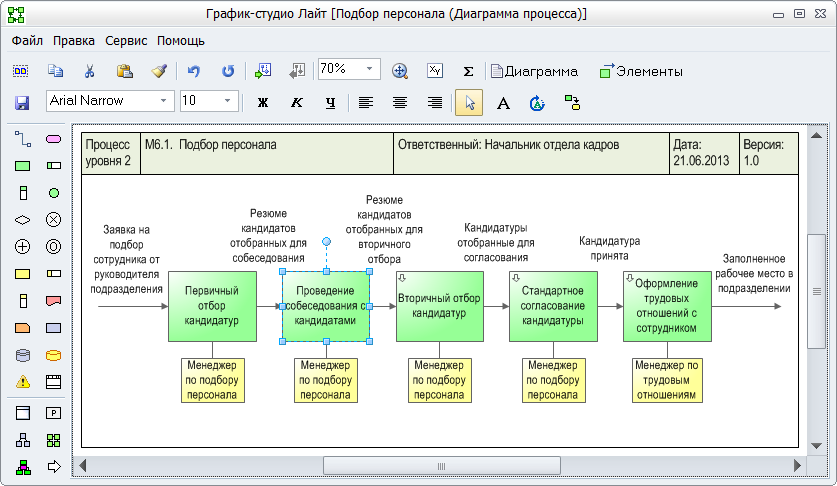 График-студио Лайт [Подбор персонала (Диаграмма процесса)]
Файл Правка Сервис Помощь
70% XY Σ Диаграмма Элементы
Arial Narrow 10 Ж К Ч A
Процесс
уровня 2
М6.1. Подбор персонала
Ответственный: Начальник отдела кадров
Дата:
21.06.2013
Версия:
1.0
Заявка на
подбор
сотрудника от
руководителя
подразделения
Резюме
кандидатов
отобранных для
собеседования
Резюме
кандидатов
отобранных для
вторичного
отбора
Кандидатуры
отобранные для
согласования
Кандидатура
принята
Заполненное
рабочее место в
подразделении
Первичный
отбор
кандидатур
Проведение
собеседования с
кандидатами
Вторичный отбор
кандидатур
Стандартное
согласование
кандидатуры
Оформление
трудовых
отношений с
сотрудником
Менеджер
по подбору
персонала
Менеджер
по подбору
персонала
Менеджер
по подбору
персонала
Менеджер
по подбору
персонала
Менеджер по
трудовым
отношениям
P